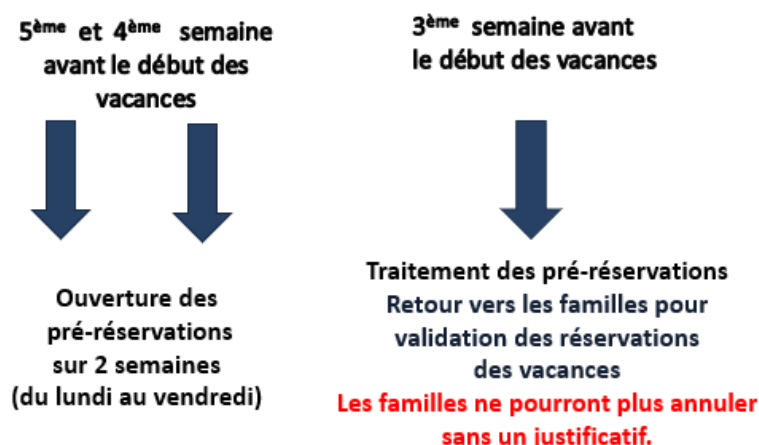 5ème et 4ème semaine
avant le début des
vacances
3ème semaine avant
le début des vacances
Ouverture des
pré-réservations
sur 2 semaines
(du lundi au vendredi)
Traitement des pré-réservations
Retour vers les familles pour
validation des réservations
des vacances
Les familles ne pourront plus annuler
sans un justificatif.